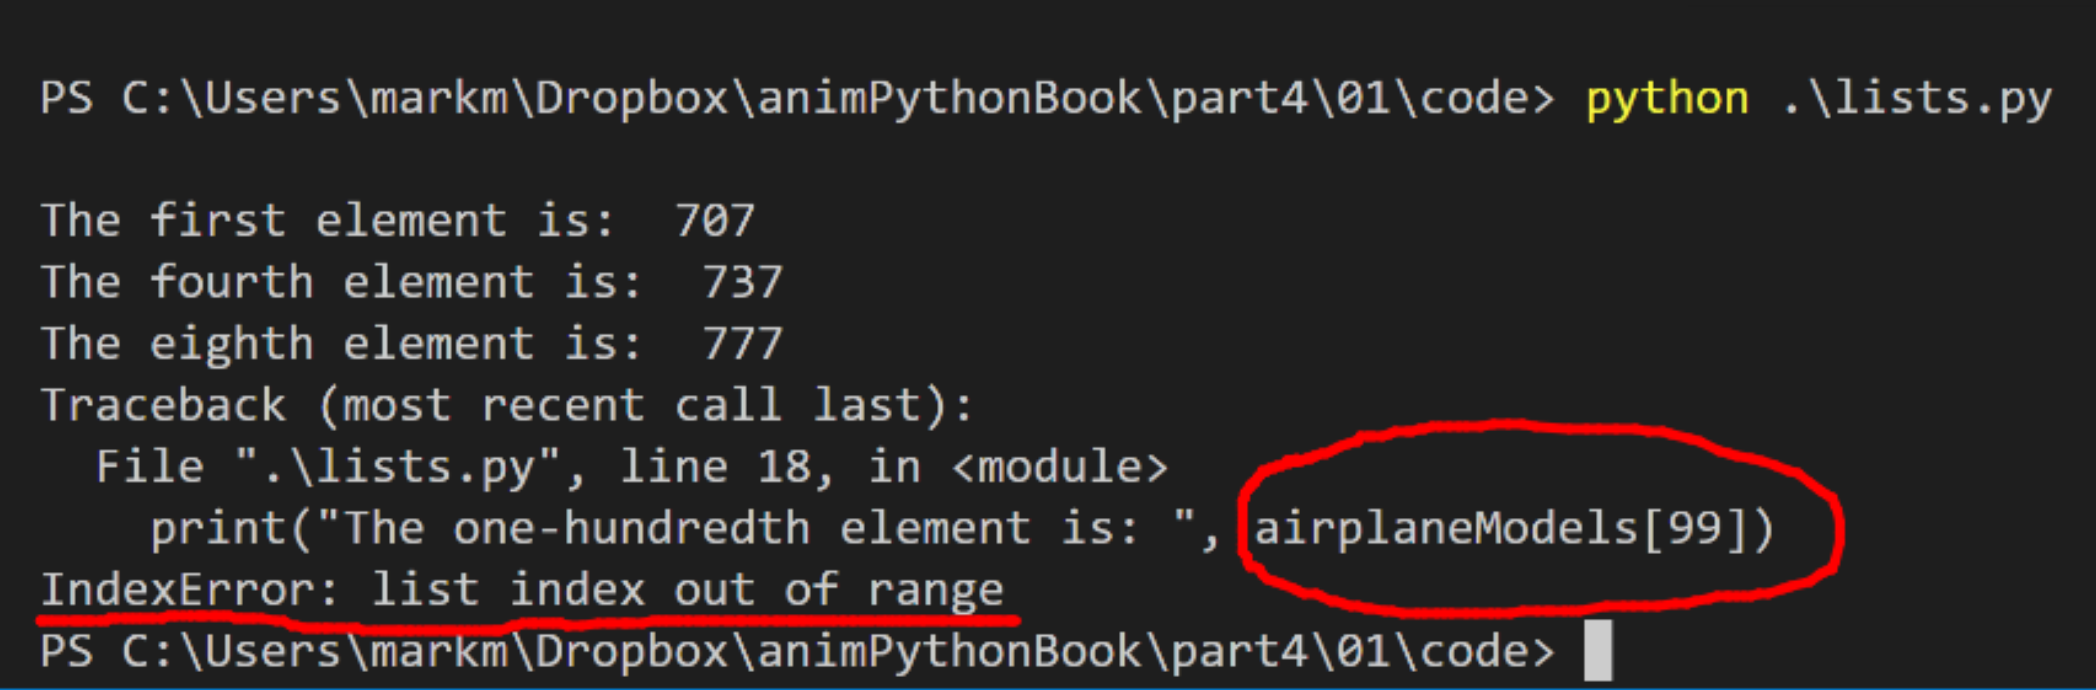 PS C:\Users\markm\Dropbox\animPythonBook\part4\01\code> python .\lists.py
The first element is:  707
The fourth element is:  737
The eighth element is:  777
Traceback (most recent call last):
  File ".\lists.py", line 18, in <module>
    print("The one-hundredth element is: ", airplaneModels[99])
IndexError: list index out of range
PS C:\Users\markm\Dropbox\animPythonBook\part4\01\code>